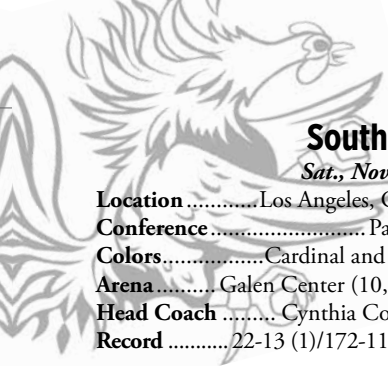 South
Sat., Nov
Location ............Los Angeles, C
Conference.......................... Pa
Colors.................Cardinal and
Arena..........Galen Center (10,
Head Coach ......... Cynthia Co
Record ...........22-13 (1)/172-11